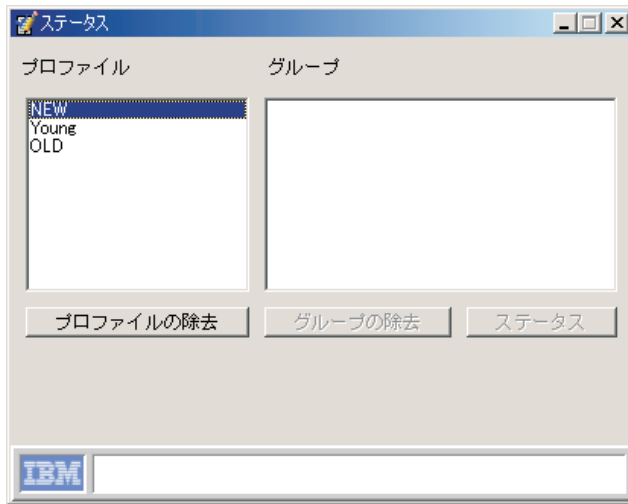 ステータス
プロファイル
グループ
NEW
Young
OLD
プロファイルの除去
グループの除去
ステータス
IBM